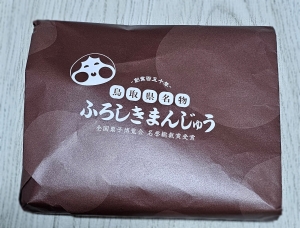 創業百五十年
鳥取県名物
ふろしきまんじゅう
全国菓子博覧会 名誉総裁賞受賞